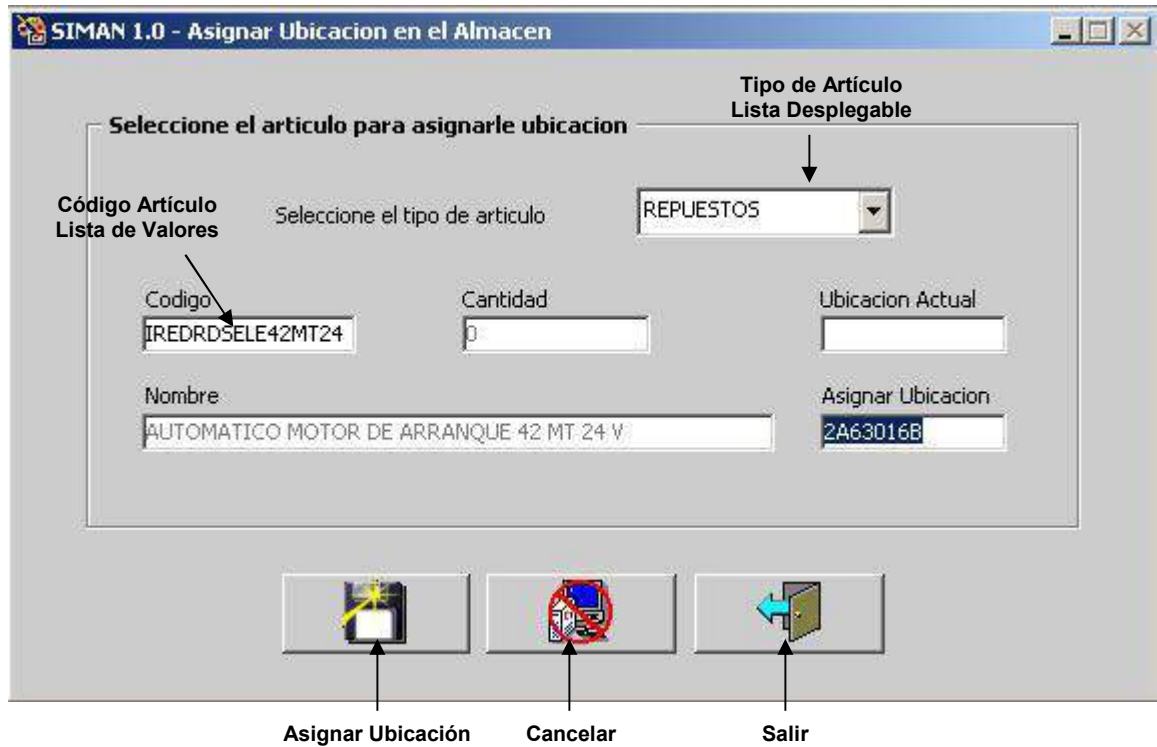 SIMAN 1.0 - Asignar Ubicacion en el Almacen
Tipo de Artículo
Lista Desplegable
Seleccione el articulo para asignarle ubicacion
Código Artículo
Lista de Valores
Seleccione el tipo de articulo
REPUESTOS
Codigo
Cantidad
Ubicacion Actual
IREDRDSELE42MT24
0
Nombre
Asignar Ubicacion
AUTOMATICO MOTOR DE ARRANQUE 42 MT 24 V
2A63016B
Asignar Ubicación
Cancelar
Salir